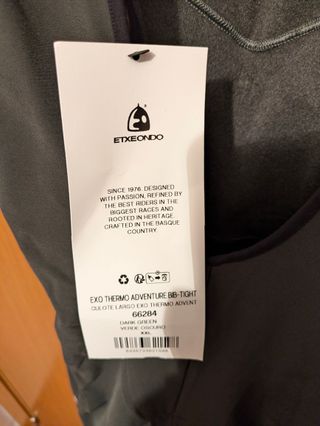 ETXEONDO
SINCE 1976. DESIGNED
WITH PASSION, REFINED BY
THE BEST RIDERS IN THE
BIGGEST RACES AND
ROOTED IN HERITAGE.
CRAFTED IN THE BASQUE
COUNTRY.
EXO THERMO ADVENTURE BIB-TIGHT
CULOTE LARGO EXO THERMO ADVENT
66284
DARK GREEN
VERDE OSCURO
XXL